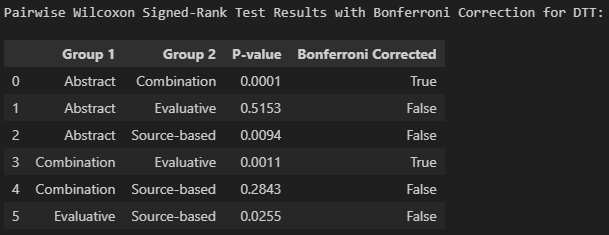 Pairwise Wilcoxon Signed-Rank Test Results with Bonferroni Correction for DTT:
Group 1 Group 2 P-value Bonferroni Corrected
0 Abstract Combination 0.0001 True
1 Abstract Evaluative 0.5153 False
2 Abstract Source-based 0.0094 False
3 Combination Evaluative 0.0011 True
4 Combination Source-based 0.2843 False
5 Evaluative Source-based 0.0255 False